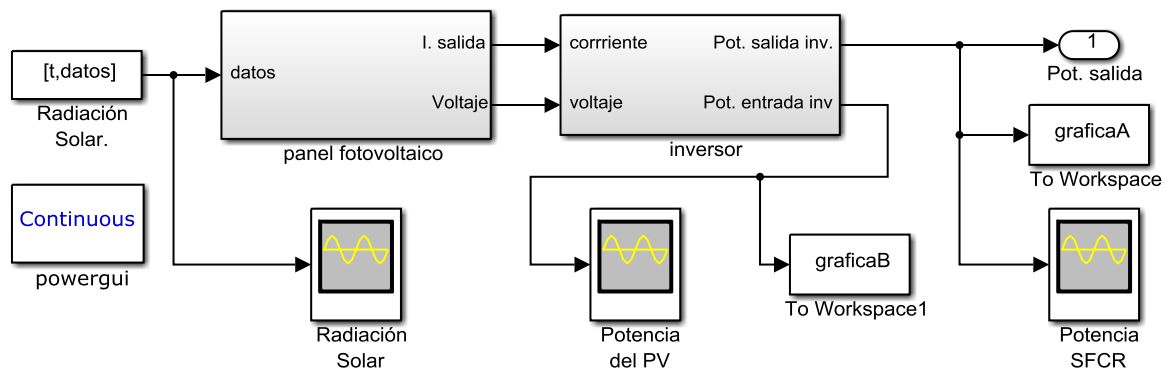 [t,datos]
Radiación
Solar.
datos
I. salida
Voltaje
panel fotovoltaico
corrriente
voltaje
Pot. salida inv.
Pot. entrada inv
inversor
1
Pot. salida
graficaA
To Workspace
Continuous
powergui
Radiación
Solar
Potencia
del PV
graficaB
To Workspace1
Potencia
SFCR